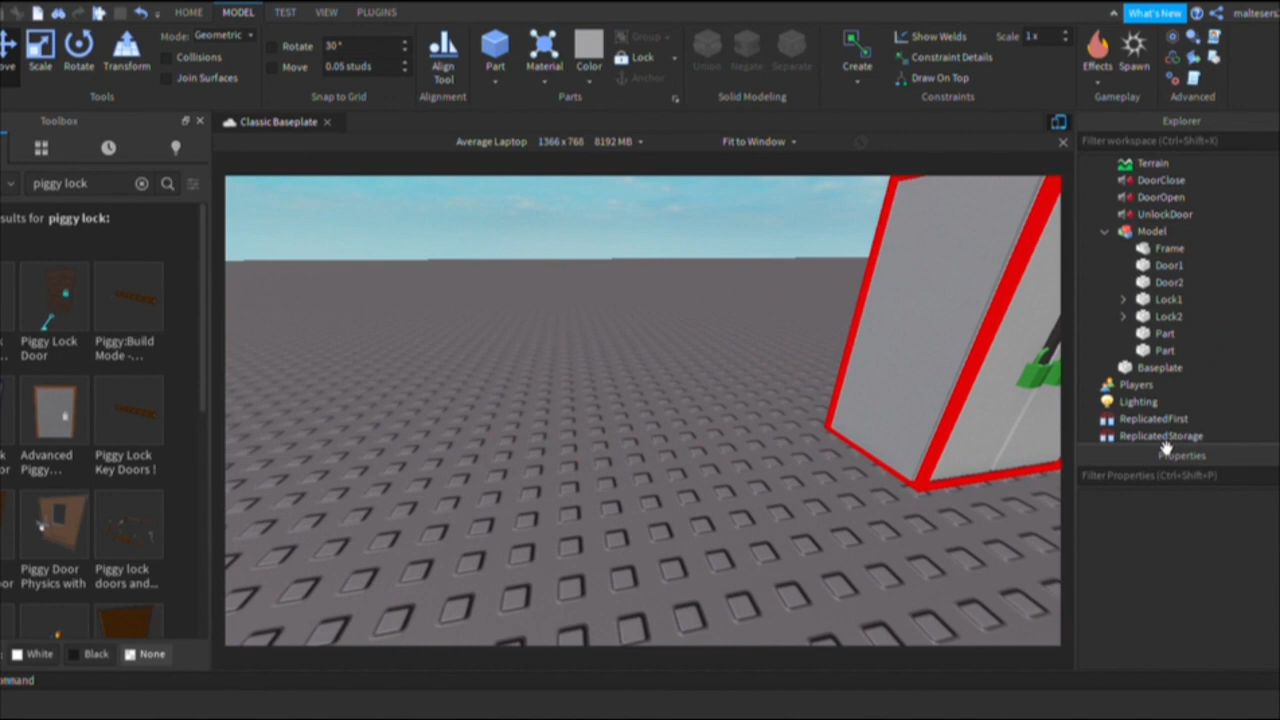 HOME MODEL TEST VIEW PLUGINS What's New maltesers
Scale Rotate Transform
Mode: Geometric
Collisions
Join Surfaces
Tools
Rotate 30°
Move 0.05 studs
Snap to Grid
Align Tool
Alignment
Part Material Color
Group
Lock
Anchor
Parts
Union Negate Separate
Solid Modeling
Create
Show Welds Scale 1x
Constraint Details
Draw On Top
Constraints
Effects Spawn
Gameplay
Advanced
Toolbox
piggy lock
sults for piggy lock:
Piggy Lock
Door
Piggy:Build
Mode -...
Advanced
Piggy...
Piggy Lock
Key Doors !
Piggy Door
Physics with
Piggy lock
doors and...
White Black None
ommand
Classic Baseplate
Average Laptop 1366 x 768 8192 MB Fit to Window
Explorer
Filter workspace (Ctrl+Shift+X)
Terrain
DoorClose
DoorOpen
UnlockDoor
Model
Frame
Door1
Door2
Lock1
Lock2
Part
Part
Baseplate
Players
Lighting
ReplicatedFirst
ReplicatedStorage
Properties
Filter Properties (Ctrl+Shift+P)